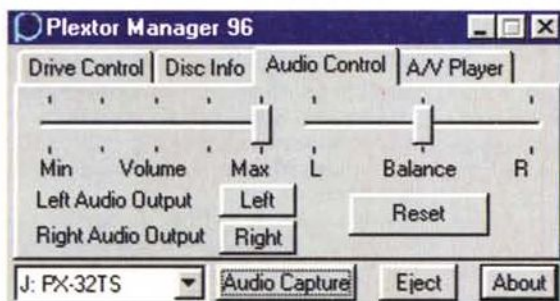 Plextor Manager 96
Drive Control Disc Info Audio Control A/V Player
Min Volume Max L Balance R
Left Audio Output Left
Reset
Right Audio Output Right
J: PX-32TS Audio Capture Eject About